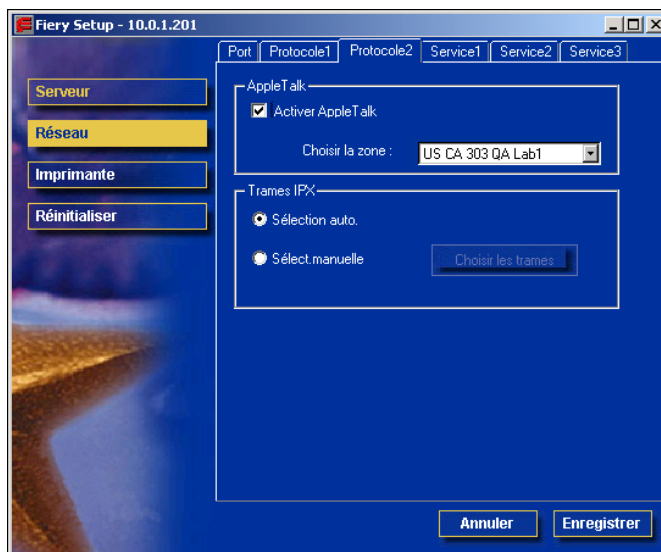 Fiery Setup - 10.0.1.201
Port Protocole1 Protocole2 Service1 Service2 Service3
Serveur
Réseau
Imprimante
Réinitialiser
AppleTalk
Activer AppleTalk
Choisir la zone :
US CA 303 QA Lab1
Trames IPX
Sélection auto.
Sélect.manuelle
Choisir les trames
Annuler
Enregistrer